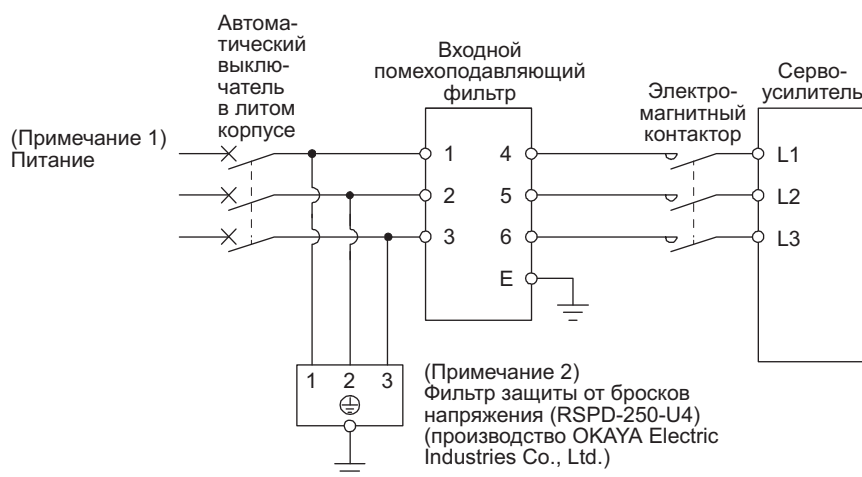 Автома-
тический
выклю-
чатель
в литом
корпусе
Входной
помехоподавляющий
фильтр
Электро-
магнитный
контактор
Серво-
усилитель
(Примечание 1)
Питание
1 4
L1
2 5
L2
3 6
L3
E
1 2 3
(Примечание 2)
Фильтр защиты от бросков
напряжения (RSPD-250-U4)
(производство OKAYA Electric
Industries Co., Ltd.)